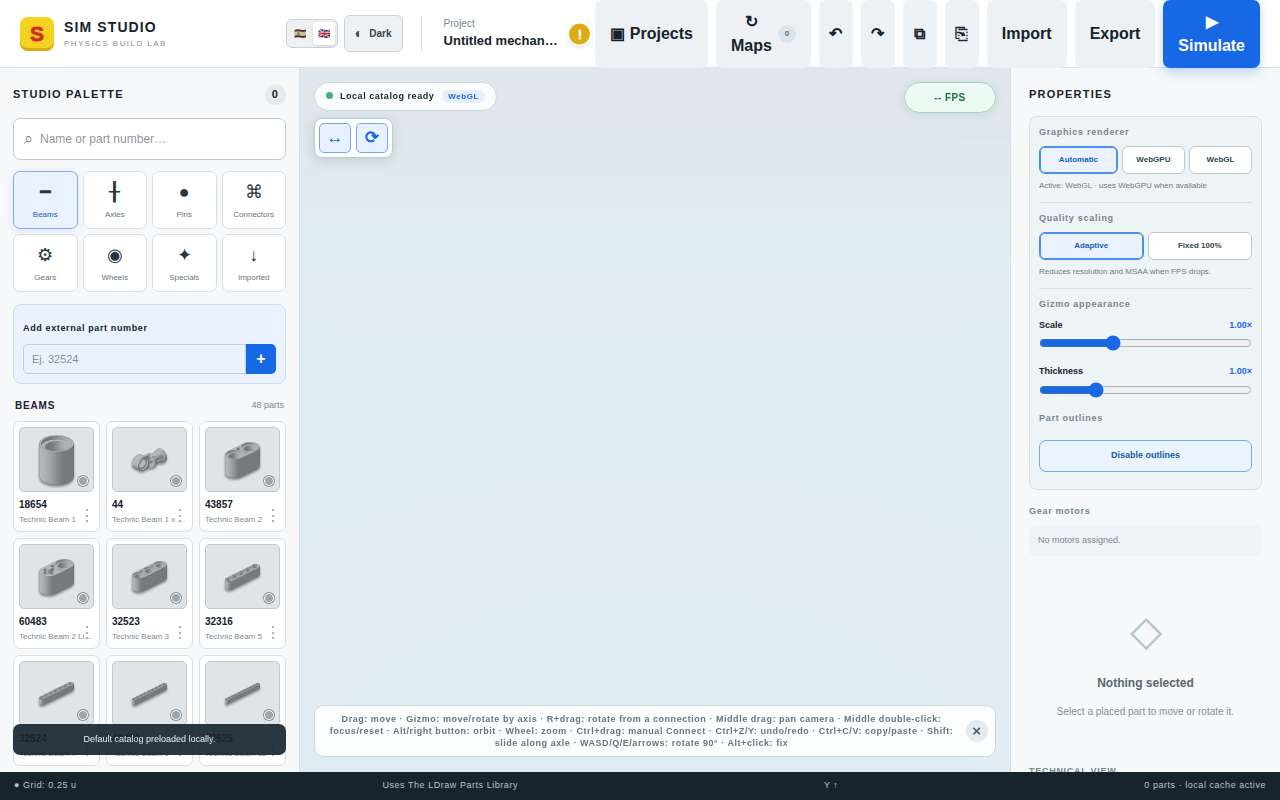 S SIM STUDIO
PHYSICS BUILD LAB
Dark
Project
Untitled mechan…
!
Projects
Maps 0
Import
Export
Simulate
STUDIO PALETTE 0
Name or part number…
Beams Axles Pins Connectors
Gears Wheels Specials Imported
Add external part number
Ej. 32524 +
BEAMS 48 parts
18654 44 43857
Technic Beam 1 Technic Beam 1 x… Technic Beam 2
60483 32523 32316
Technic Beam 2 Li… Technic Beam 3 Technic Beam 5
Default catalog preloaded locally.
Local catalog ready WebGL
-- FPS
Drag: move · Gizmo: move/rotate by axis · R+drag: rotate from a connection · Middle drag: pan camera · Middle double-click:
focus/reset · Alt/right button: orbit · Wheel: zoom · Ctrl+drag: manual Connect · Ctrl+Z/Y: undo/redo · Ctrl+C/V: copy/paste · Shift:
slide along axle · WASD/Q/E/arrows: rotate 90° · Alt+click: fix
PROPERTIES
Graphics renderer
Automatic WebGPU WebGL
Active: WebGL · uses WebGPU when available
Quality scaling
Adaptive Fixed 100%
Reduces resolution and MSAA when FPS drops.
Gizmo appearance
Scale 1.00×
Thickness 1.00×
Part outlines
Disable outlines
Gear motors
No motors assigned.
Nothing selected
Select a placed part to move or rotate it.
TECHNICAL VIEW
● Grid: 0.25 u
Uses The LDraw Parts Library
Y ↑
0 parts · local cache active